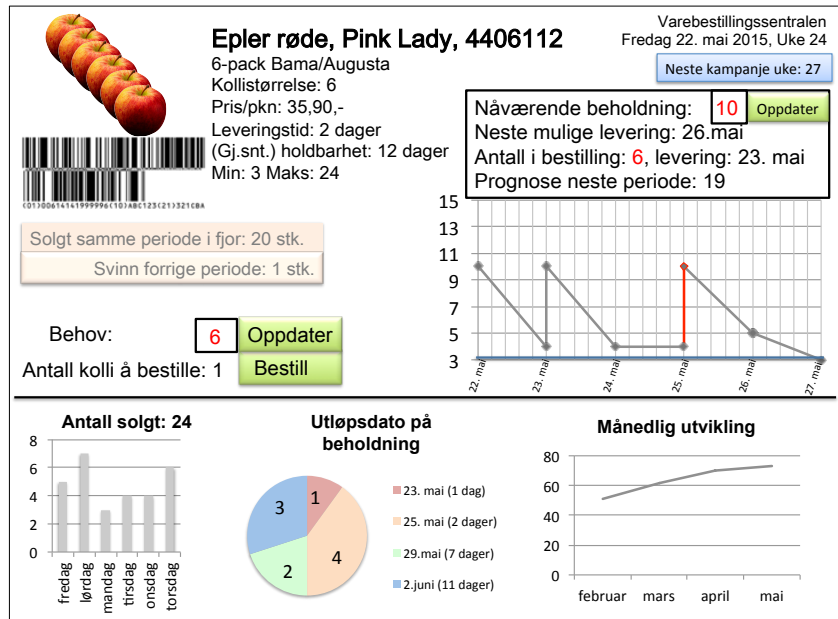 Epler røde, Pink Lady, 4406112
6-pack Bama/Augusta
Kollistørrelse: 6
Pris/pkn: 35,90,-
Leveringstid: 2 dager
(Gj.snt.) holdbarhet: 12 dager
Min: 3 Maks: 24
(01)00614141999996(10)ABC123(21)321CBA
Varebestillingssentralen
Fredag 22. mai 2015, Uke 24
Neste kampanje uke: 27
Nåværende beholdning: 10 Oppdater
Neste mulige levering: 26.mai
Antall i bestilling: 6, levering: 23. mai
Prognose neste periode: 19
Solgt samme periode i fjor: 20 stk.
Svinn forrige periode: 1 stk.
Behov: 6 Oppdater
Antall kolli å bestille: 1 Bestill
15
13
11
9
7
5
3
22. mai
23. mai
24. mai
25. mai
26. mai
27. mai
Antall solgt: 24
8
6
4
2
0
fredag
lørdag
mandag
tirsdag
onsdag
torsdag
Utløpsdato på
beholdning
1
4
2
3
23. mai (1 dag)
25. mai (2 dager)
29.mai (7 dager)
2.juni (11 dager)
Månedlig utvikling
80
60
40
20
0
februar mars april mai